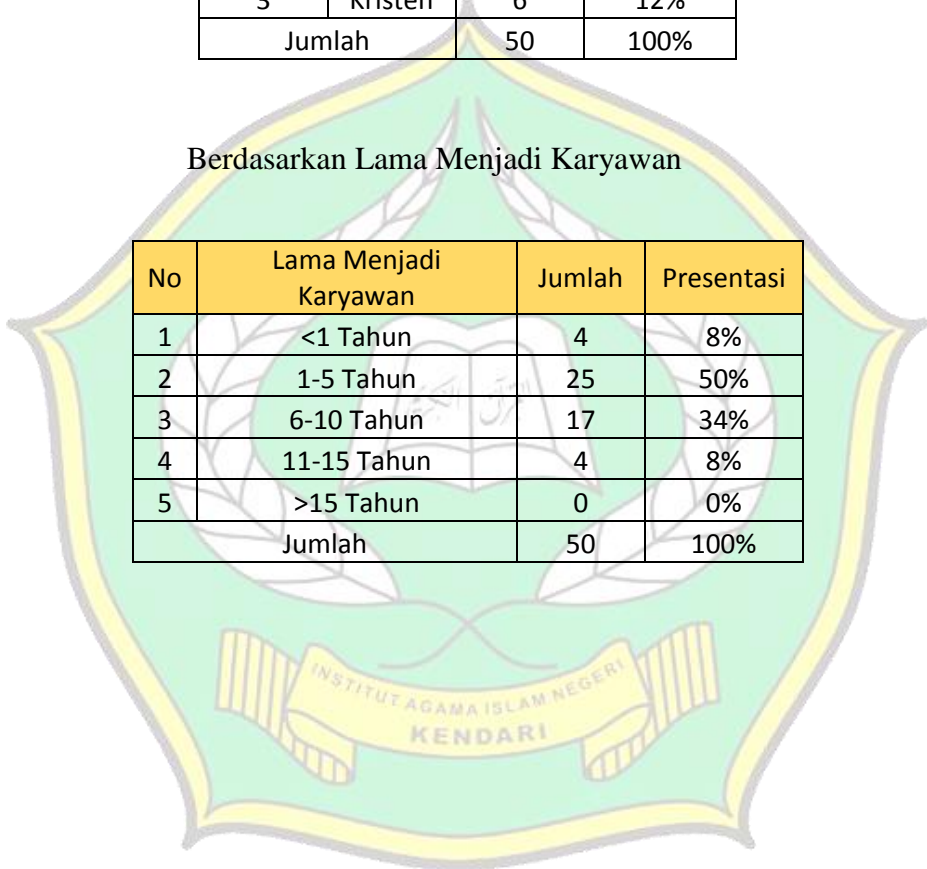 3 Kristen 6 12%
Jumlah 50 100%
Berdasarkan Lama Menjadi Karyawan
No Lama Menjadi Karyawan Jumlah Presentasi
1 <1 Tahun 4 8%
2 1-5 Tahun 25 50%
3 6-10 Tahun 17 34%
4 11-15 Tahun 4 8%
5 >15 Tahun 0 0%
Jumlah 50 100%
INSTITUT AGAMA ISLAM NEGERI
KENDARI